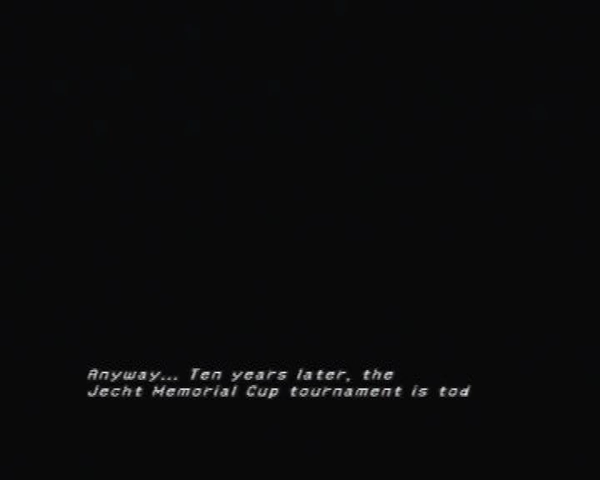 Anyway... Ten years later, the
Jecht Memorial Cup tournament is tod